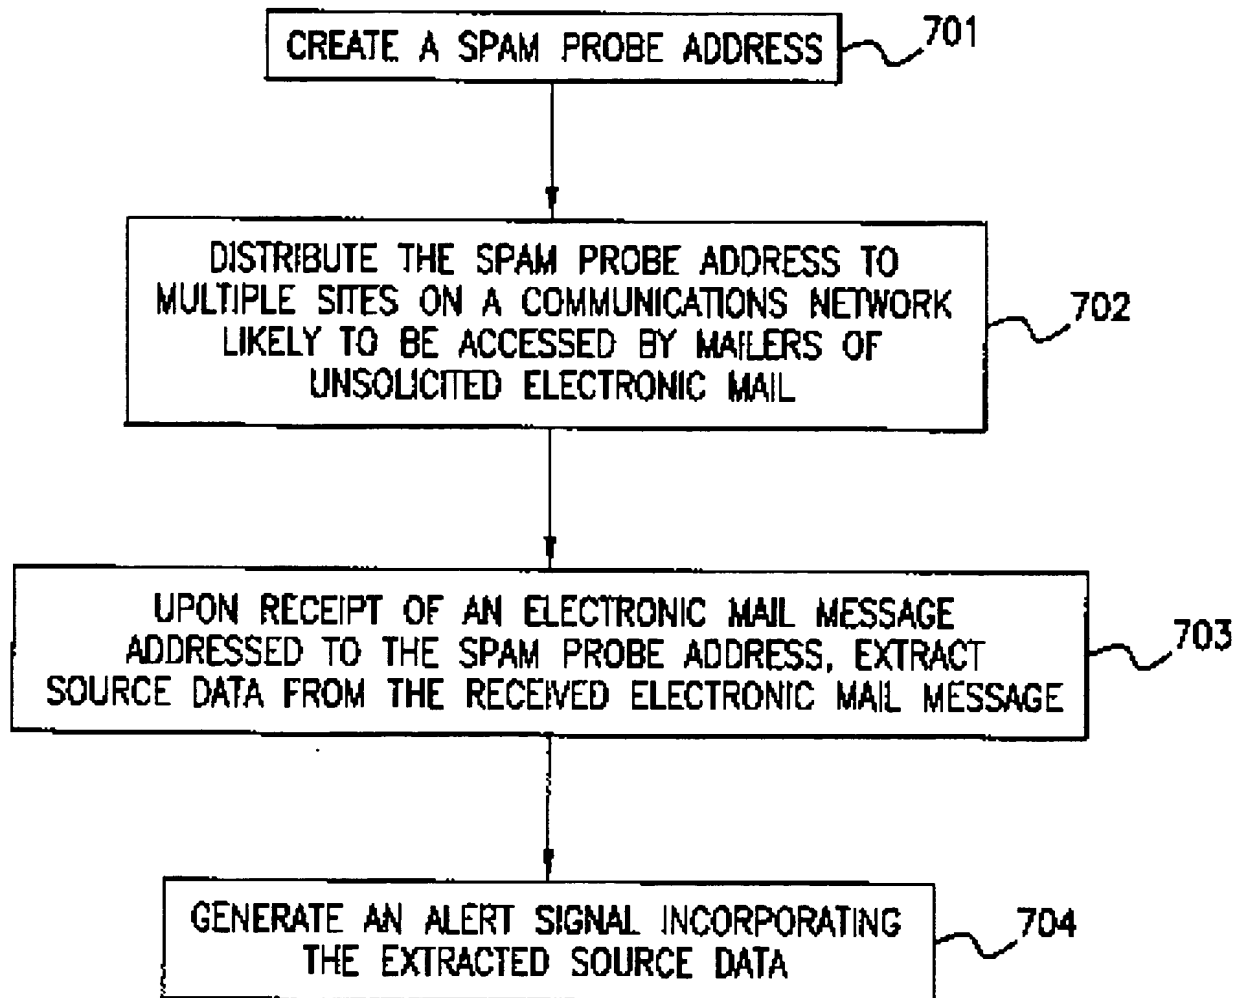 CREATE A SPAM PROBE ADDRESS
701
DISTRIBUTE THE SPAM PROBE ADDRESS TO
MULTIPLE SITES ON A COMMUNICATIONS NETWORK
LIKELY TO BE ACCESSED BY MAILERS OF
UNSOLICITED ELECTRONIC MAIL
702
UPON RECEIPT OF AN ELECTRONIC MAIL MESSAGE
ADDRESSED TO THE SPAM PROBE ADDRESS, EXTRACT
SOURCE DATA FROM THE RECEIVED ELECTRONIC MAIL MESSAGE
703
GENERATE AN ALERT SIGNAL INCORPORATING
THE EXTRACTED SOURCE DATA
704